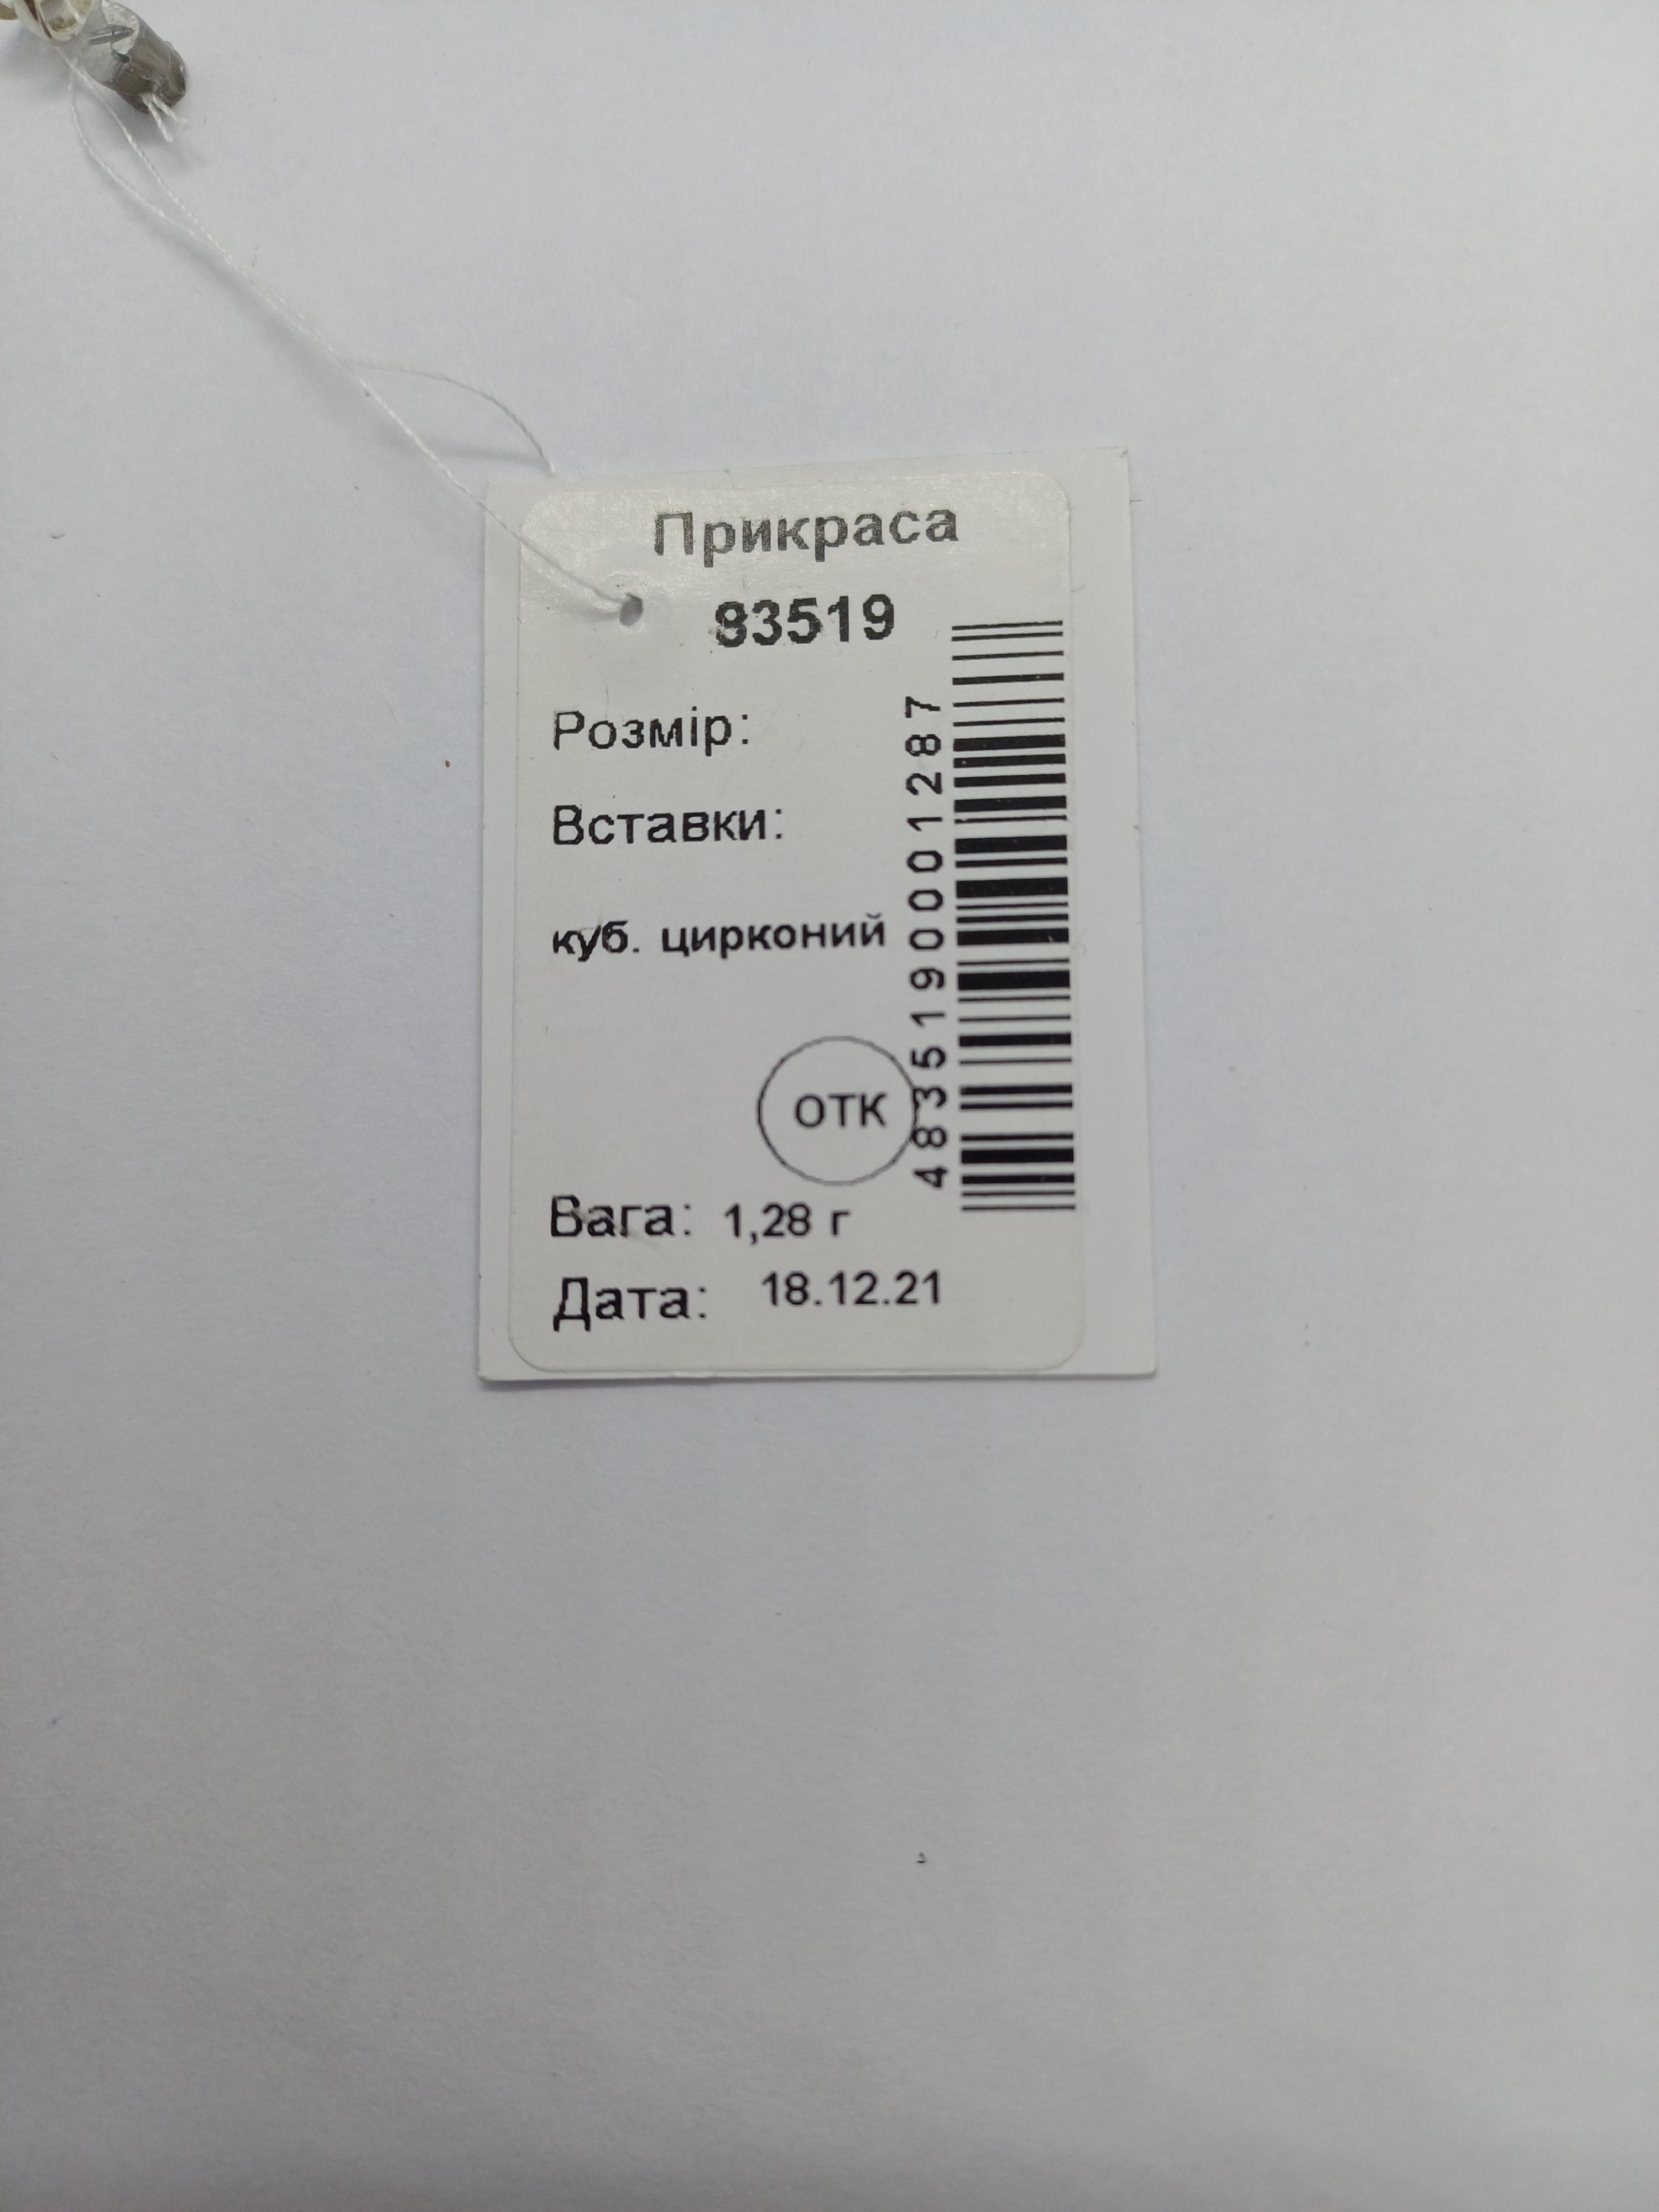 Прикраса
83519
Розмір:
Вставки:
куб. цирконий
ОТК
Вага: 1,28 г
Дата: 18.12.21
4835190001287